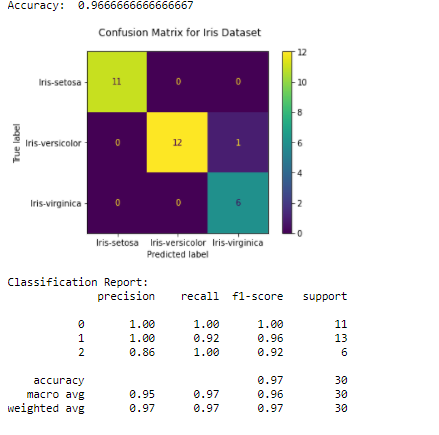 Accuracy:  0.9666666666666667
Confusion Matrix for Iris Dataset
12
10
8
6
4
2
0
True label
Iris-setosa 11 0 0
Iris-versicolor 0 12 1
Iris-virginica 0 0 6
Iris-setosa Iris-versicolor Iris-virginica
Predicted label
Classification Report:
precision recall f1-score support
0 1.00 1.00 1.00 11
1 1.00 0.92 0.96 13
2 0.86 1.00 0.92 6
accuracy 0.97 30
macro avg 0.95 0.97 0.96 30
weighted avg 0.97 0.97 0.97 30